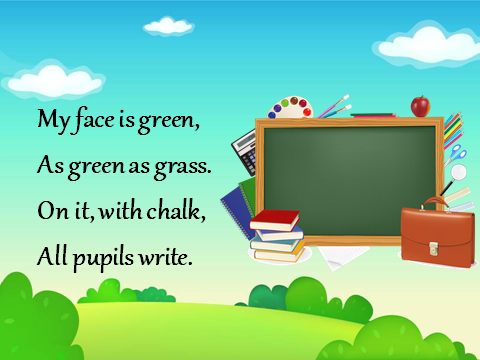 My face is green,
As green as grass.
On it, with chalk,
All pupils write.